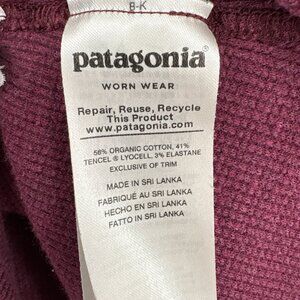 B-K
patagonia®
WORN WEAR
Repair, Reuse, Recycle
This Product
www.patagonia.com
56% ORGANIC COTTON, 41%
TENCEL® LYOCELL, 3% ELASTANE
EXCLUSIVE OF TRIM
MADE IN SRI LANKA
FABRIQUÉ AU SRI LANKA
HECHO EN SRI LANKA
FATTO IN SRI LANKA